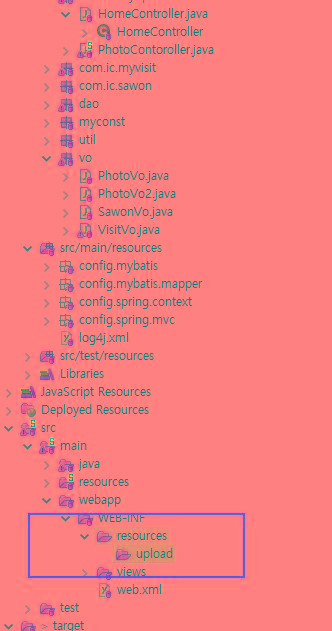 HomeController.java
HomeController
PhotoContoroller.java
com.ic.myvisit
com.ic.sawon
dao
myconst
util
vo
PhotoVo.java
PhotoVo2.java
SawonVo.java
VisitVo.java
src/main/resources
config.mybatis
config.mybatis.mapper
config.spring.context
config.spring.mvc
log4j.xml
src/test/resources
Libraries
JavaScript Resources
Deployed Resources
src
main
java
resources
webapp
WEB-INF
resources
upload
views
web.xml
test
> target